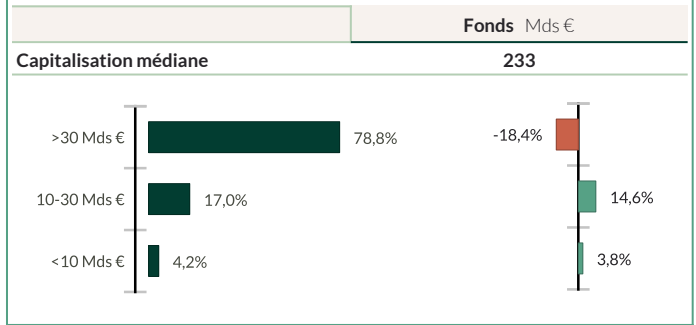 Fonds Mds €
Capitalisation médiane 233
>30 Mds € 78,8% -18,4%
10-30 Mds € 17,0% 14,6%
<10 Mds € 4,2% 3,8%